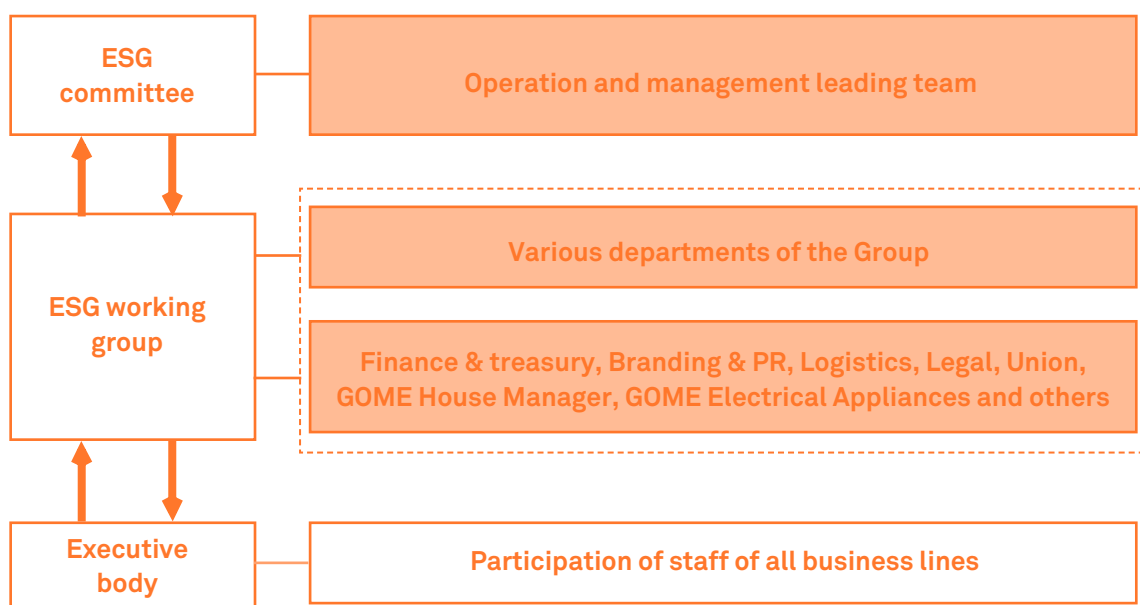 ESG
committee
Operation and management leading team
ESG working
group
Various departments of the Group
Finance & treasury, Branding & PR, Logistics, Legal, Union,
GOME House Manager, GOME Electrical Appliances and others
Executive
body
Participation of staff of all business lines